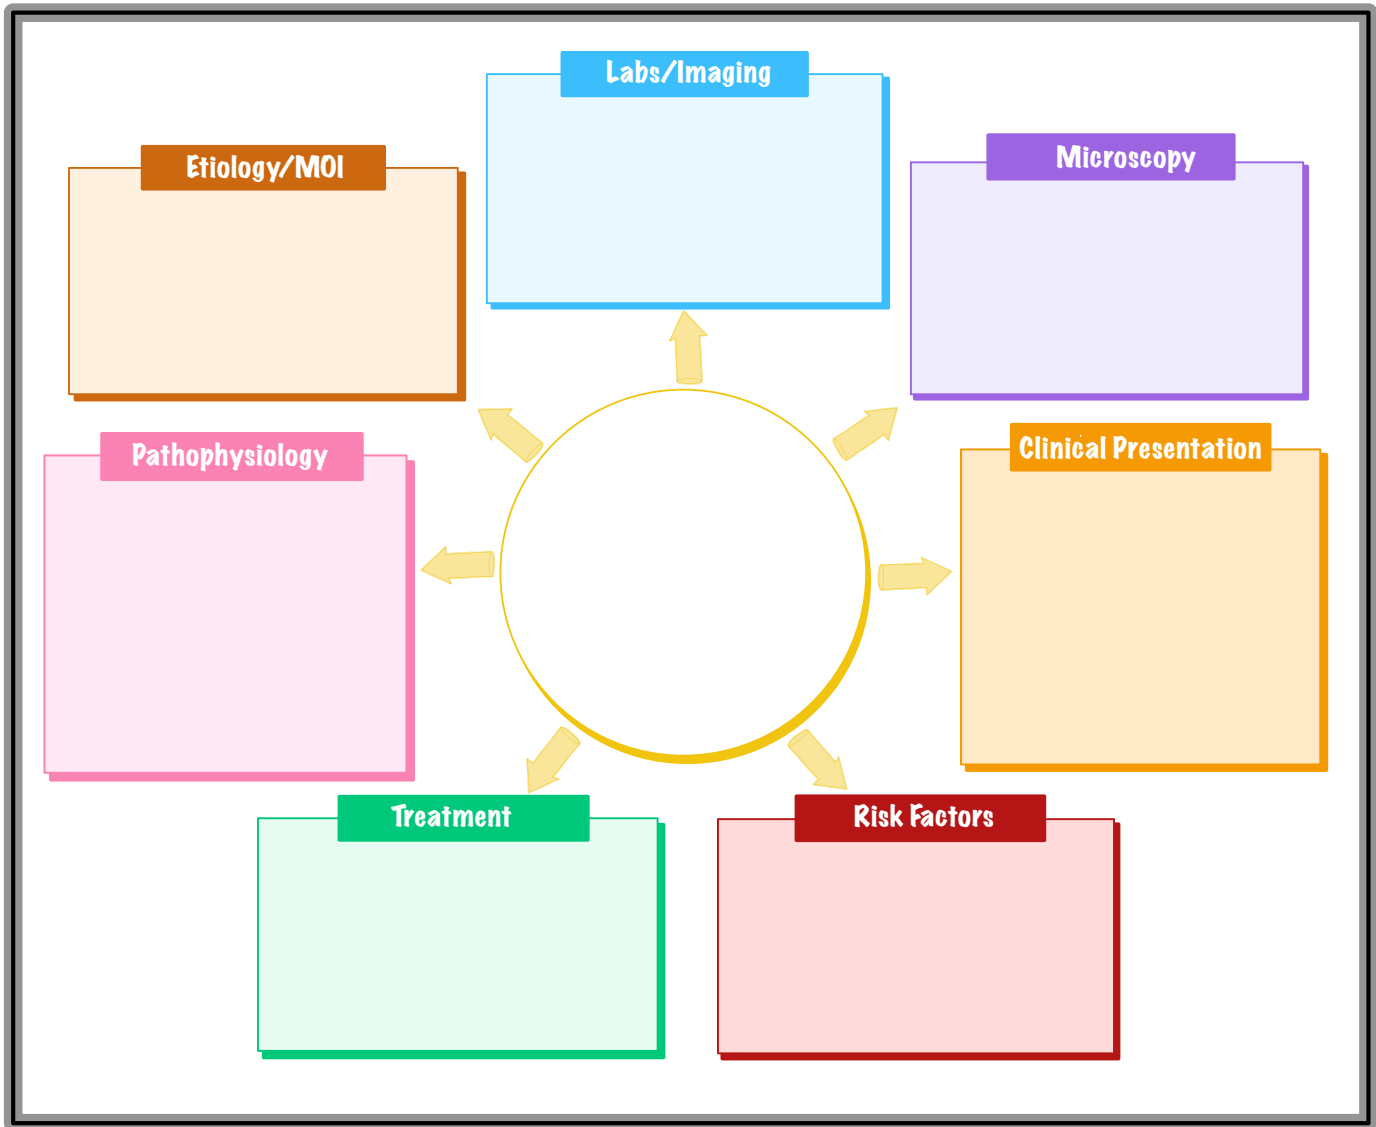 Labs/Imaging
Etiology/MOI
Microscopy
Pathophysiology
Clinical Presentation
Treatment
Risk Factors